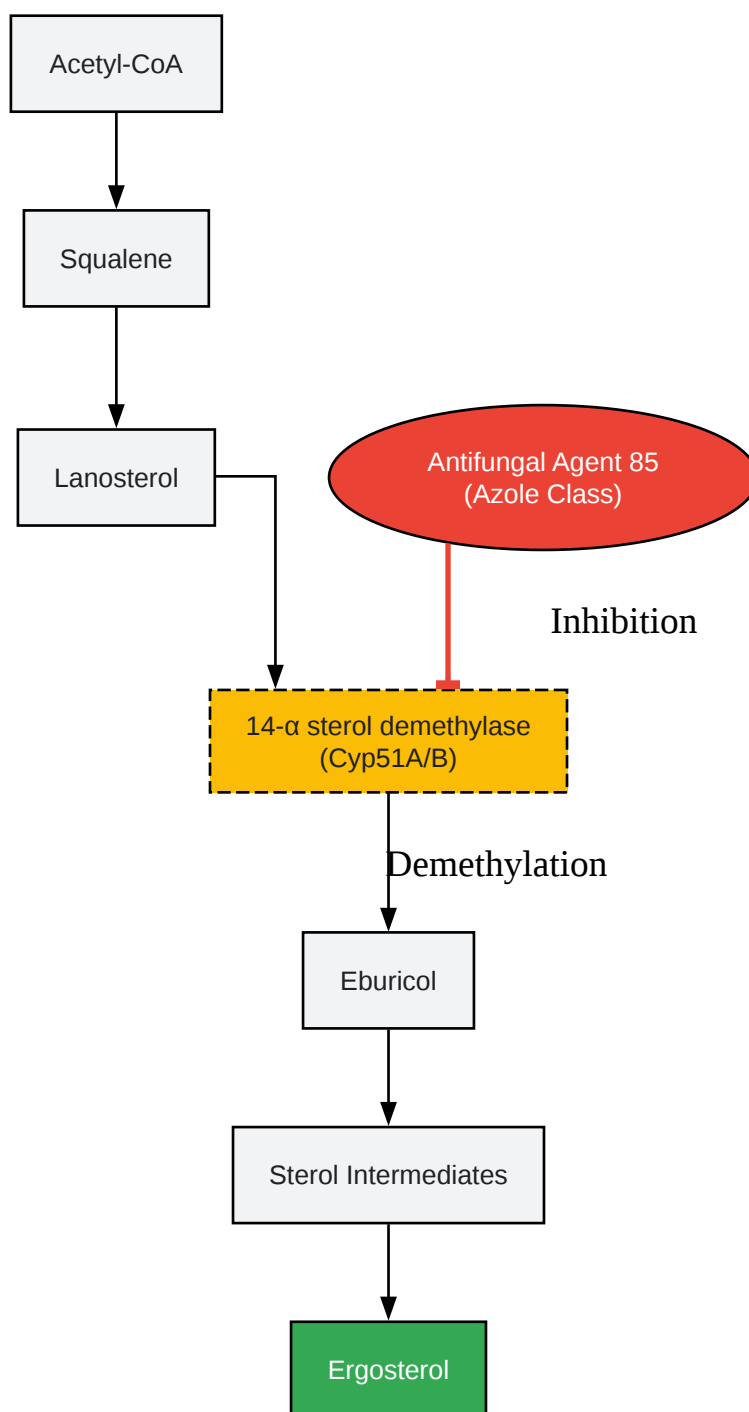 Acetyl-CoA
Squalene
Lanosterol
Antifungal Agent 85
(Azole Class)
Inhibition
14-α sterol demethylase
(Cyp51A/B)
Demethylation
Eburicol
Sterol Intermediates
Ergosterol